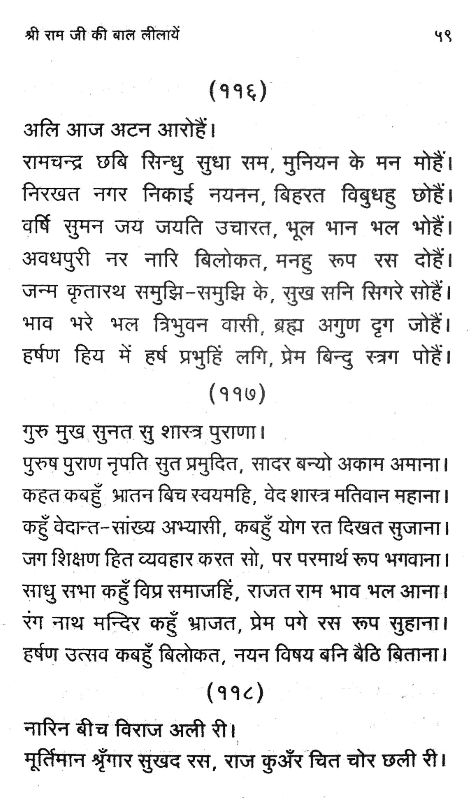 श्री राम जी की बाल लीलायें ५९
(११६)
अलि आज अटन आरोहैं।
रामचन्द्र छबि सिन्धु सुधा सम, मुनियन के मन मोहैं।
निरखत नगर निकाई नयनन, बिहरत विबुधहु छोहैं।
वर्षि सुमन जय जयति उचारत, भूल भान भल भोहैं।
अवधपुरी नर नारि बिलोकत, मनहु रूप रस दोहैं।
जन्म कृतारथ समुझि-समुझि के, सुख सनि सिगरे सोहैं।
भाव भरे भल त्रिभुवन वासी, ब्रह्म अगुण दृग जोहैं।
हर्षण हिय में हर्ष प्रभुहिं लगि, प्रेम बिन्दु स्त्रग पोहैं।
(११७)
गुरु मुख सुनत सु शास्त्र पुराणा।
पुरुष पुराण नृपति सुत प्रमुदित, सादर बन्यो अकाम अमाना।
कहत कबहुँ भ्रातन बिच स्वयमहि, वेद शास्त्र मतिवान महाना।
कहुँ वेदान्त-सांख्य अभ्यासी, कबहुँ योग रत दिखत सुजाना।
जग शिक्षण हित व्यवहार करत सो, पर परमार्थ रूप भगवाना।
साधु सभा कहुँ विप्र समाजहिं, राजत राम भाव भल आना।
रंग नाथ मन्दिर कहुँ भ्राजत, प्रेम पगे रस रूप सुहाना।
हर्षण उत्सव कबहुँ बिलोकत, नयन विषय बनि बैठि बिताना।
(११८)
नारिन बीच विराज अली री।
मूर्तिमान श्रृँगार सुखद रस, राज कुअँर चित चोर छली री।